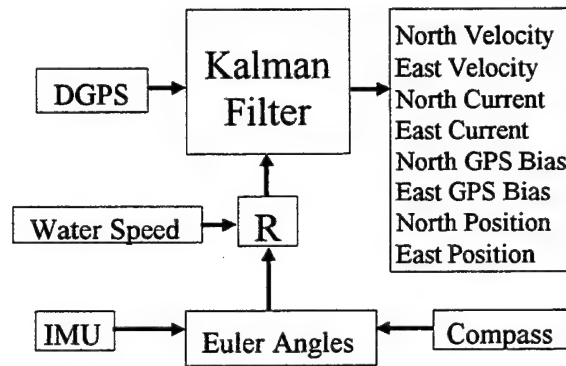 DGPS
Kalman
Filter
North Velocity
East Velocity
North Current
East Current
North GPS Bias
East GPS Bias
North Position
East Position
Water Speed
R
IMU
Euler Angles
Compass